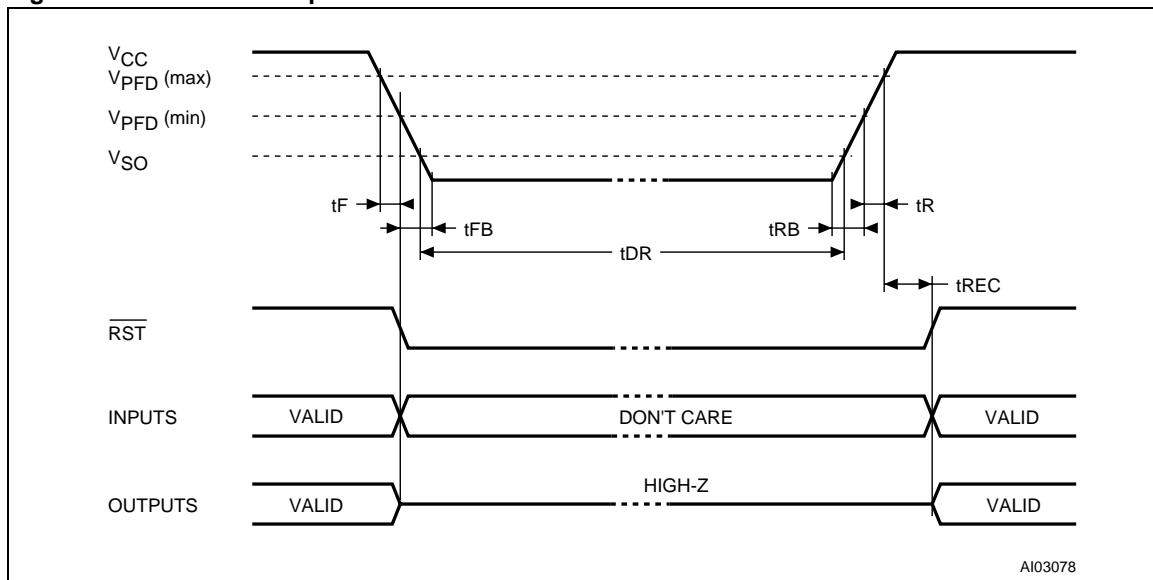 VCC
VPFD (max)
VPFD (min)
VSO
tF
tFB
tDR
tRB
tR
tREC
RST
INPUTS
VALID
DON'T CARE
VALID
OUTPUTS
VALID
HIGH-Z
VALID
AI03078